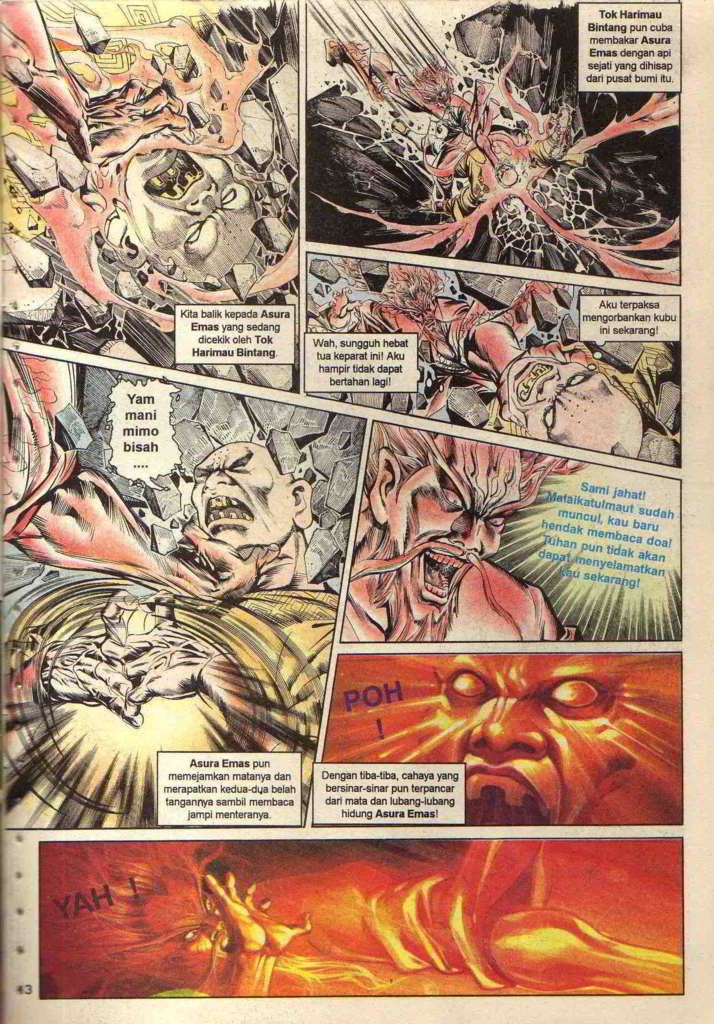 Kita balik kepada Asura
Emas yang sedang
dicekik oleh Tok
Harimau Bintang.
Tok Harimau
Bintang pun cuba
membakar Asura
Emas dengan api
sejati yang dihisap
dari pusat bumi itu.
Wah, sungguh hebat
tua keparat ini! Aku
hampir tidak dapat
bertahan lagi!
Aku terpaksa
mengorbankan kubu
ini sekarang!
Yam
mani
mimo
bisah
....
Asura Emas pun
memejamkan matanya dan
merapatkan kedua-dua belah
tangannya sambil membaca
jampi menteranya.
Sami jahat!
Malaikatulmaut sudah
muncul, kau baru
hendak membaca doa!
Tuhan pun tidak akan
dapat menyelamatkan
kau sekarang!
POH
!
Dengan tiba-tiba, cahaya yang
bersinar-sinar pun terpancar
dari mata dan lubang-lubang
hidung Asura Emas!
YAH !
43